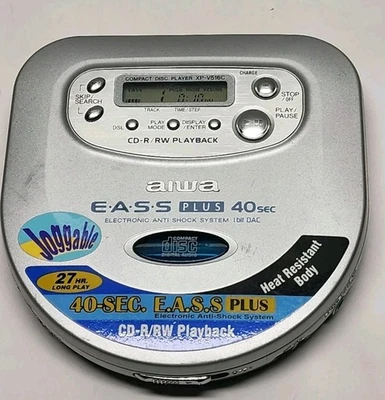 COMPACT DISC PLAYER XP-V516C
CHARGE
SKIP/
SEARCH
STOP
/OFF
TRACK TIME/STEP
PLAY/
PAUSE
DSL PLAY MODE DISPLAY /ENTER
CD-R/RW PLAYBACK
aiwa
E·A·S·S PLUS 40SEC
ELECTRONIC ANTI SHOCK SYSTEM 1bit DAC
Joggable
COMPACT
disc
DIGITAL AUDIO
27 HR.
LONG PLAY
Heat Resistant
Body
40-SEC. E.A.S.S PLUS
Electronic Anti-Shock System
CD-R/RW Playback